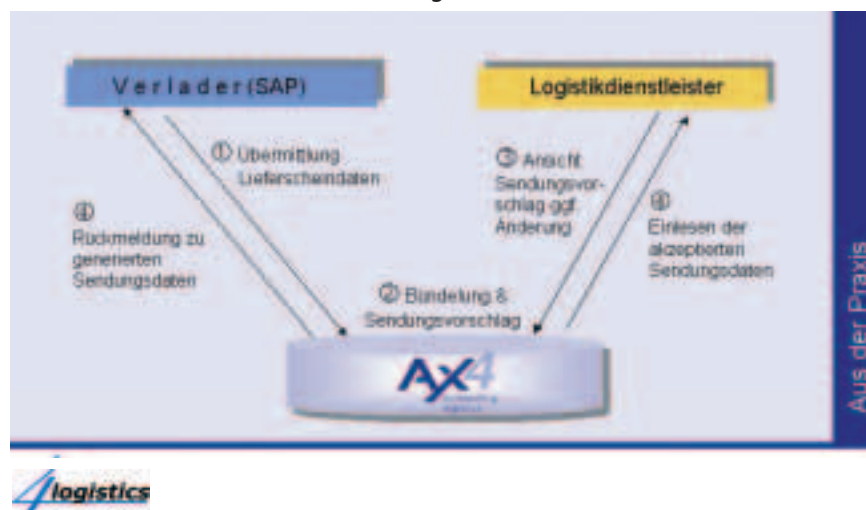 Verlader (SAP)
Logistikdienstleister
① Übermittlung
Lieferscheindaten
③ Ansicht
Sendungsvor-
schlag ggf.
Änderung
④
Rückmeldung zu
generierten
Sendungsdaten
④
Einlesen der
akzeptierten
Sendungsdaten
② Bündelung &
Sendungsvorschlag
AX4
Aus der Praxis
4logistics